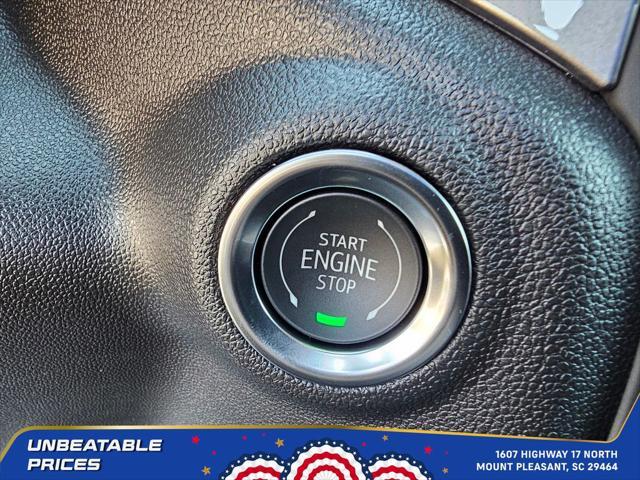 START
ENGINE
STOP
UNBEATABLE
PRICES
1607 HIGHWAY 17 NORTH
MOUNT PLEASANT, SC 29464